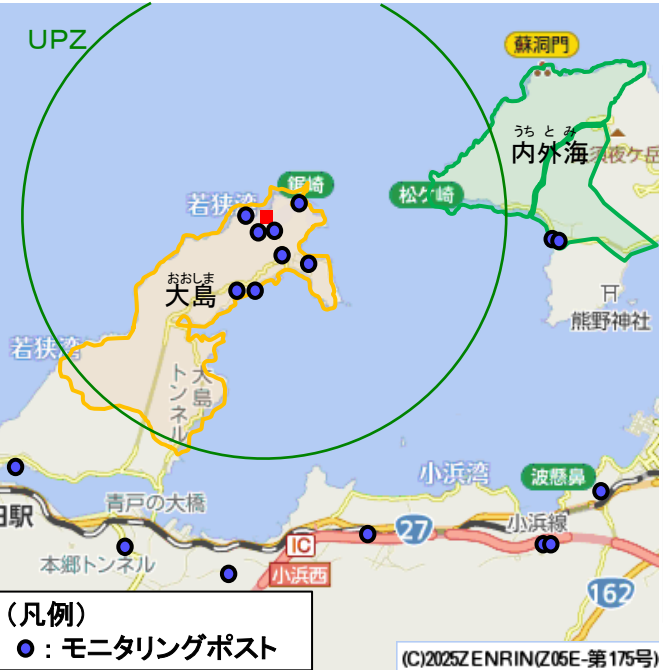 UPZ
蘇洞門
うちとみ
内外海
須夜ケ岳
鋸崎
松ケ崎
若狭湾
おおしま
大島
熊野神社
若狭湾
大島
トンネル
小浜湾
波懸鼻
青戸の大橋
田駅
27
小浜線
IC
本郷トンネル
小浜西
162
(凡例)
：モニタリングポスト
(C)2025ZENRIN(Z05E-第175号)